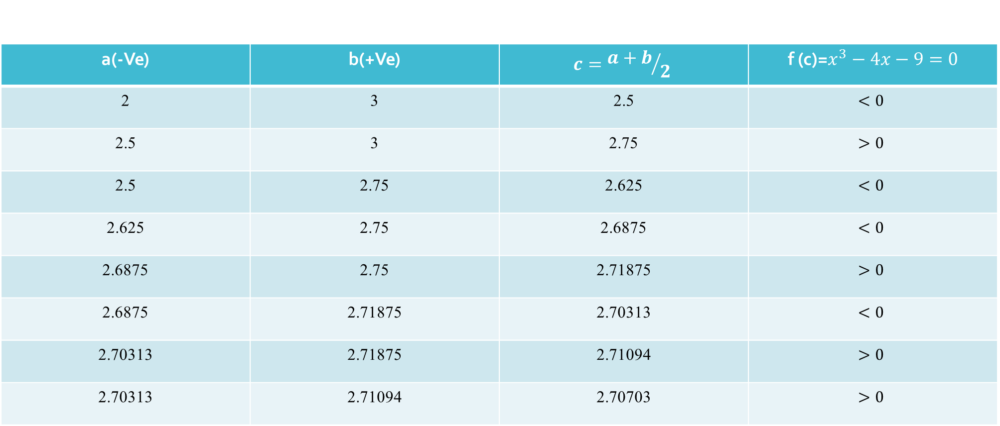 a(-Ve) b(+Ve) c = a + b/2 f (c)=x³ − 4x − 9 = 0
2 3 2.5 < 0
2.5 3 2.75 > 0
2.5 2.75 2.625 < 0
2.625 2.75 2.6875 < 0
2.6875 2.75 2.71875 > 0
2.6875 2.71875 2.70313 < 0
2.70313 2.71875 2.71094 > 0
2.70313 2.71094 2.70703 > 0